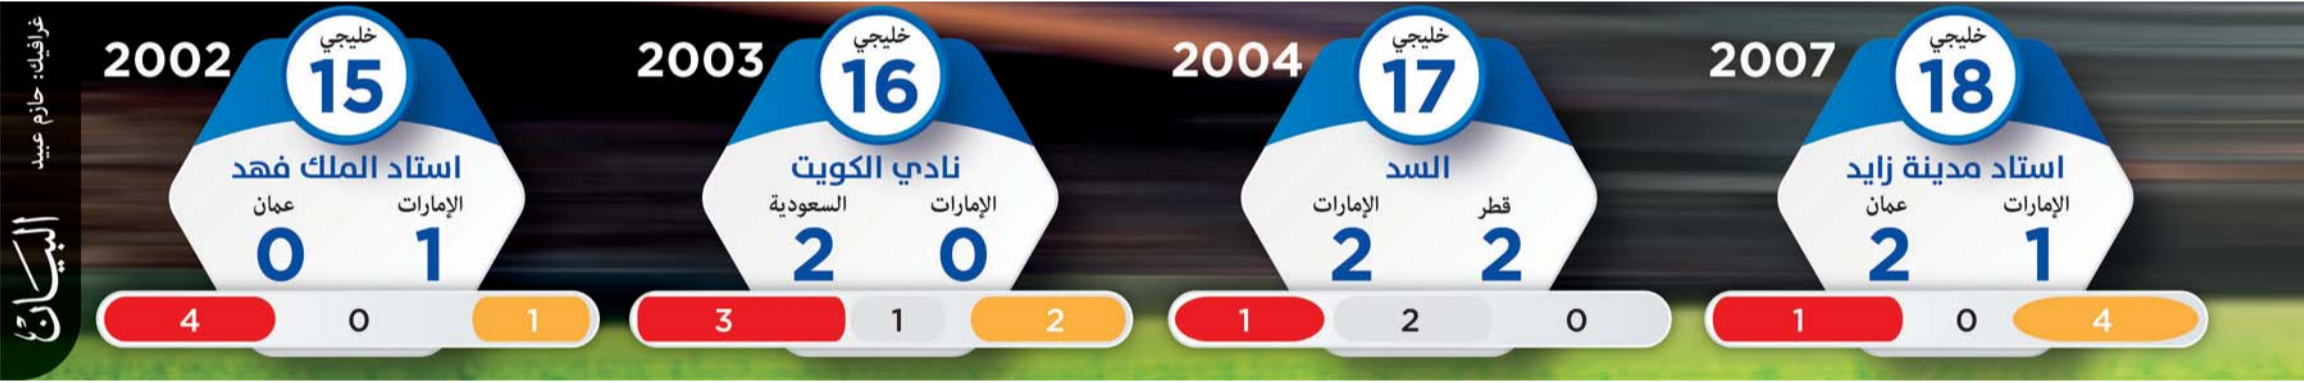 خليجي
18
2007
استاد مدينة زايد
الإمارات عمان
1 2
4 0 1
خليجي
17
2004
السد
قطر الإمارات
2 2
0 2 1
خليجي
16
2003
نادي الكويت
الإمارات السعودية
0 2
2 1 3
خليجي
15
2002
استاد الملك فهد
الإمارات عمان
1 0
1 0 4
غرافيك: حازم عبيد
البيان